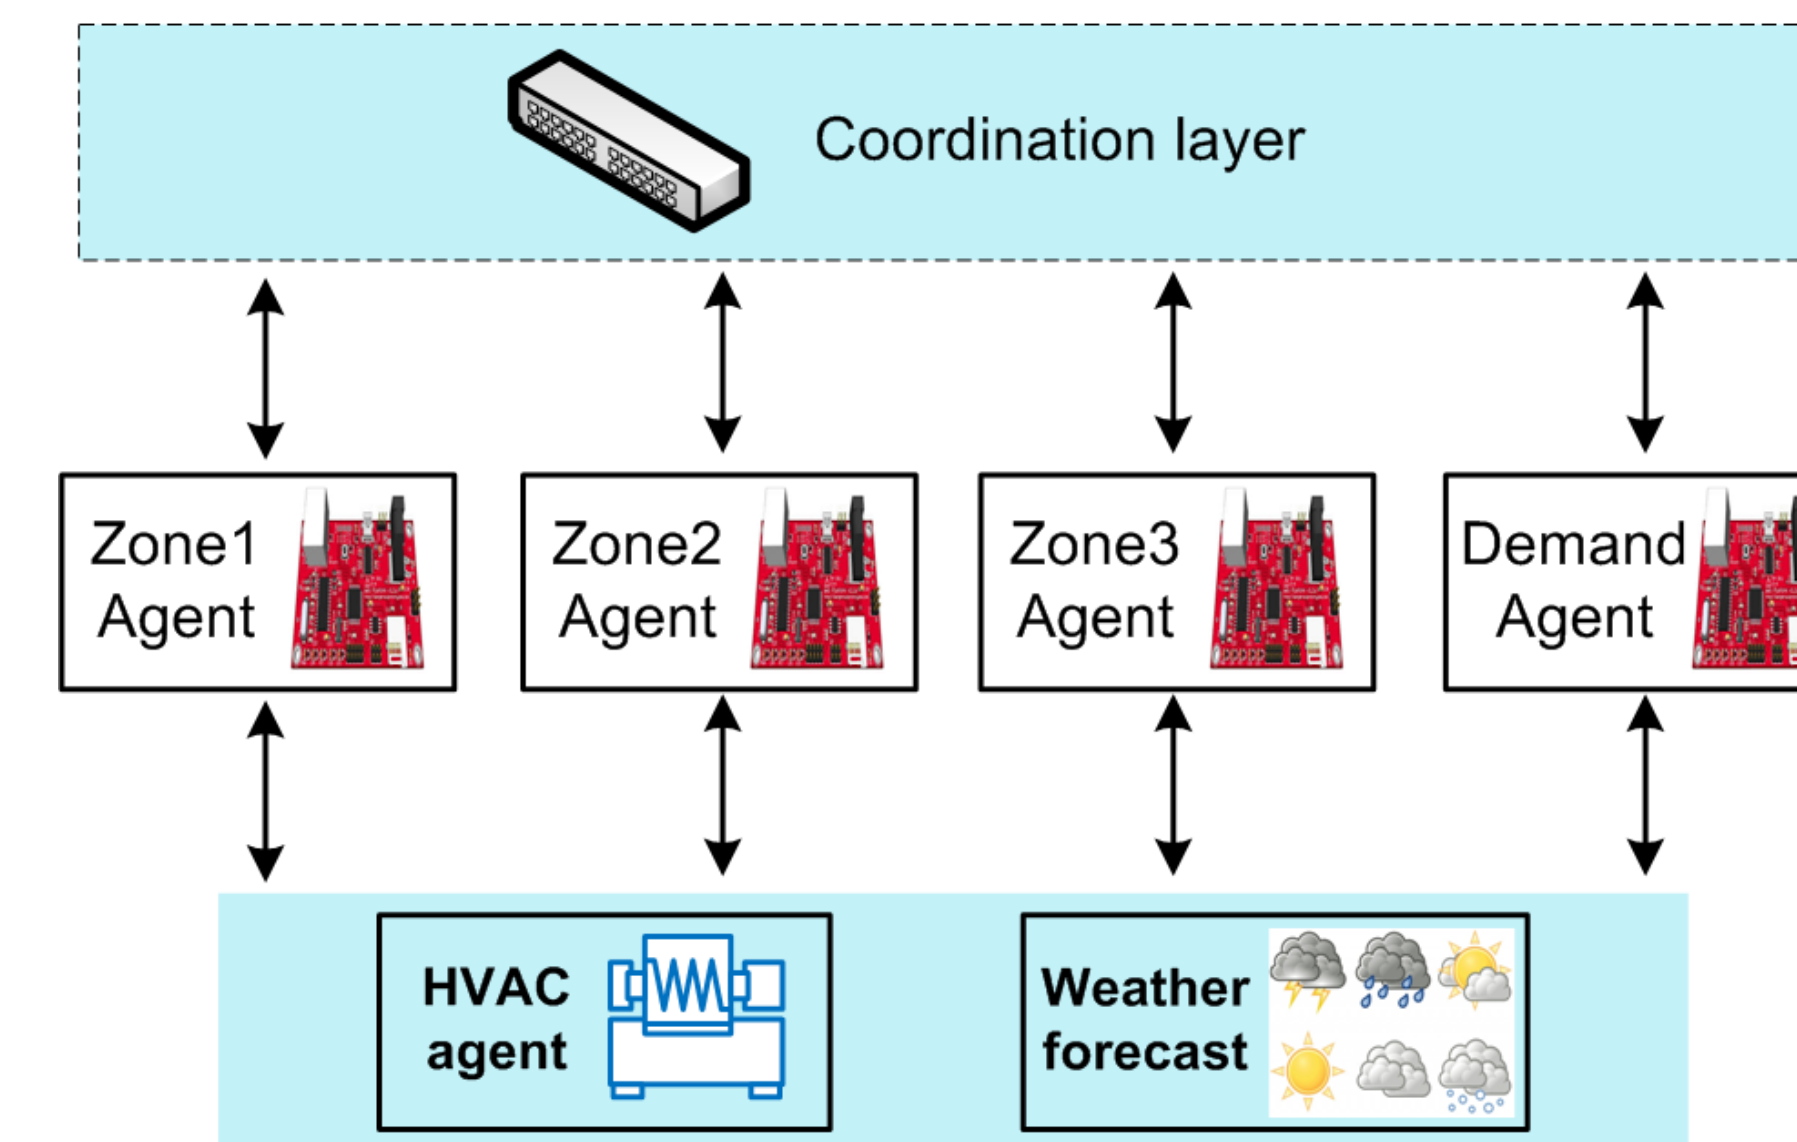 Coordination layer
Zone1
Agent
Zone2
Agent
Zone3
Agent
Demand
Agent
HVAC
agent
Weather
forecast